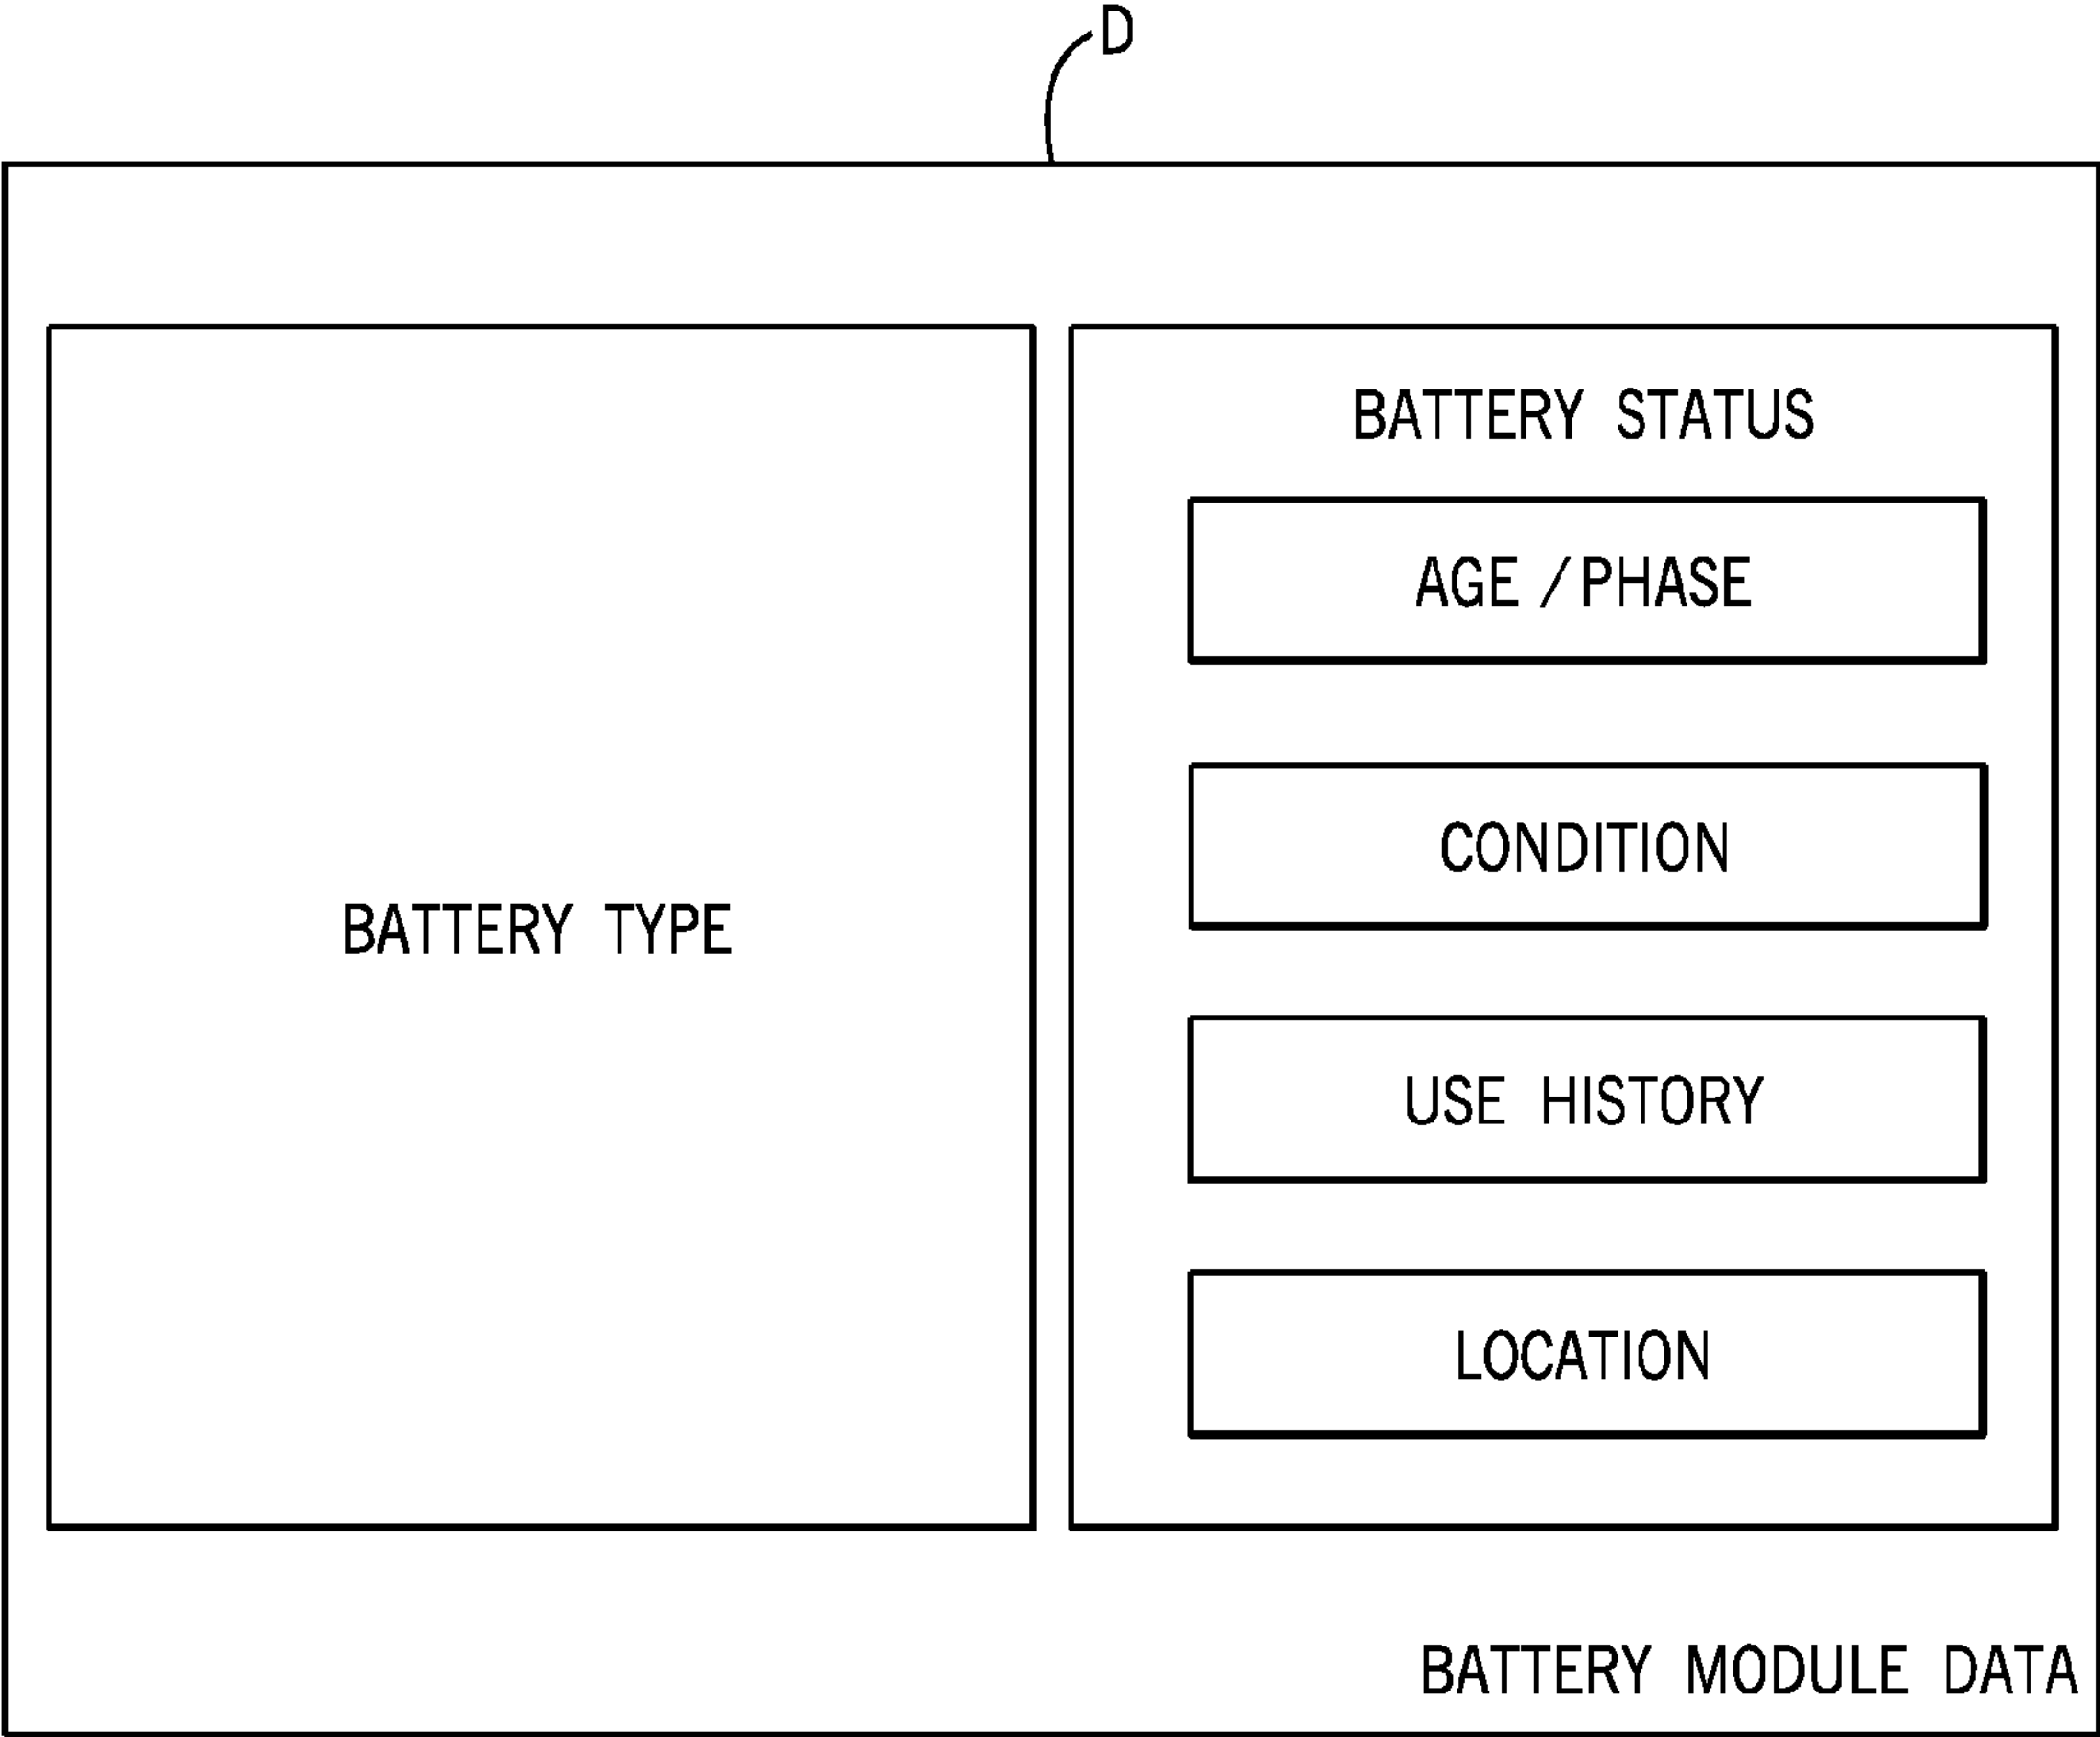 D
BATTERY TYPE
BATTERY STATUS
AGE/PHASE
CONDITION
USE HISTORY
LOCATION
BATTERY MODULE DATA